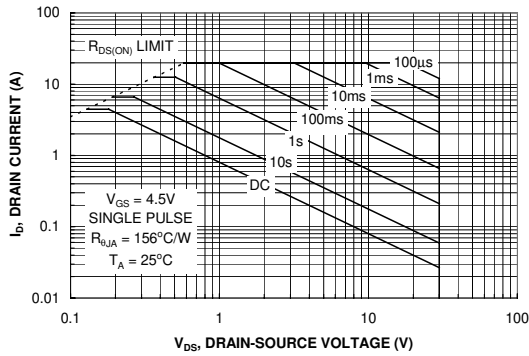 100
10
1
0.1
0.01
0.1
1
10
100
I_D, DRAIN CURRENT (A)
V_DS, DRAIN-SOURCE VOLTAGE (V)
R_DS(ON) LIMIT
100µs
1ms
10ms
100ms
1s
10s
DC
V_GS = 4.5V
SINGLE PULSE
R_θJA = 156°C/W
T_A = 25°C